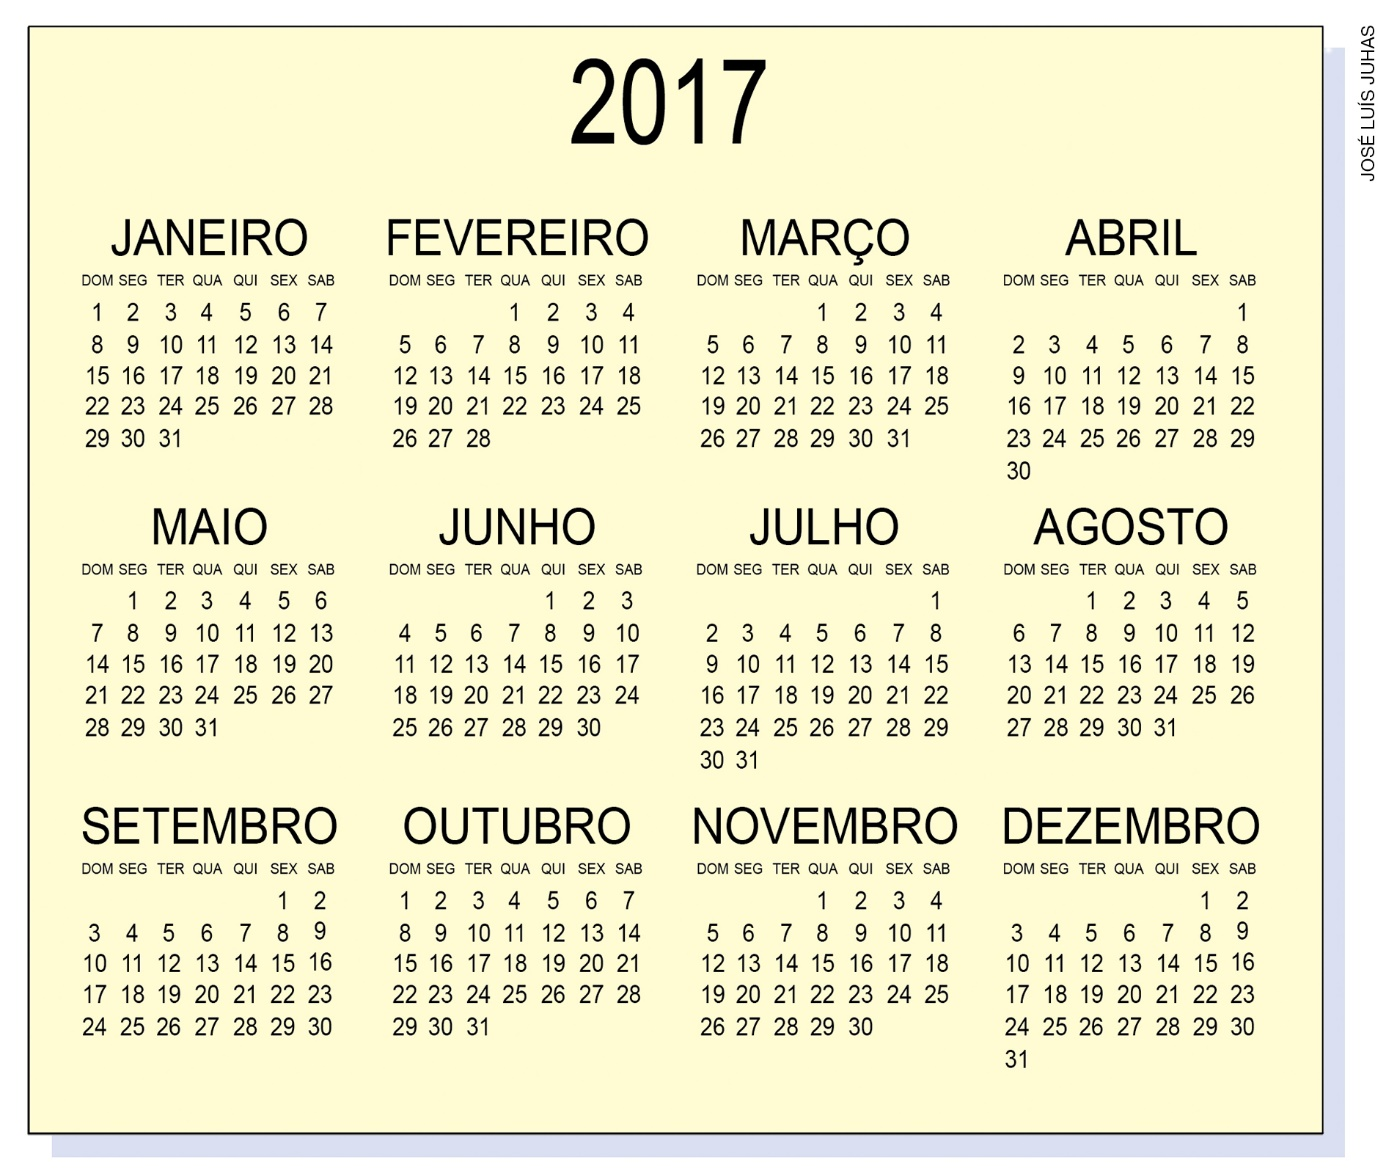 2017
JOSÉ LUÍS JUHAS
JANEIRO
DOM SEG TER QUA QUI SEX SAB
1 2 3 4 5 6 7
8 9 10 11 12 13 14
15 16 17 18 19 20 21
22 23 24 25 26 27 28
29 30 31
FEVEREIRO
DOM SEG TER QUA QUI SEX SAB
1 2 3 4
5 6 7 8 9 10 11
12 13 14 15 16 17 18
19 20 21 22 23 24 25
26 27 28
MARÇO
DOM SEG TER QUA QUI SEX SAB
1 2 3 4
5 6 7 8 9 10 11
12 13 14 15 16 17 18
19 20 21 22 23 24 25
26 27 28 29 30 31
ABRIL
DOM SEG TER QUA QUI SEX SAB
1
2 3 4 5 6 7 8
9 10 11 12 13 14 15
16 17 18 19 20 21 22
23 24 25 26 27 28 29
30
MAIO
DOM SEG TER QUA QUI SEX SAB
1 2 3 4 5 6
7 8 9 10 11 12 13
14 15 16 17 18 19 20
21 22 23 24 25 26 27
28 29 30 31
JUNHO
DOM SEG TER QUA QUI SEX SAB
1 2 3
4 5 6 7 8 9 10
11 12 13 14 15 16 17
18 19 20 21 22 23 24
25 26 27 28 29 30
JULHO
DOM SEG TER QUA QUI SEX SAB
1
2 3 4 5 6 7 8
9 10 11 12 13 14 15
16 17 18 19 20 21 22
23 24 25 26 27 28 29
30 31
AGOSTO
DOM SEG TER QUA QUI SEX SAB
1 2 3 4 5
6 7 8 9 10 11 12
13 14 15 16 17 18 19
20 21 22 23 24 25 26
27 28 29 30 31
SETEMBRO
DOM SEG TER QUA QUI SEX SAB
1 2
3 4 5 6 7 8 9
10 11 12 13 14 15 16
17 18 19 20 21 22 23
24 25 26 27 28 29 30
OUTUBRO
DOM SEG TER QUA QUI SEX SAB
1 2 3 4 5 6 7
8 9 10 11 12 13 14
15 16 17 18 19 20 21
22 23 24 25 26 27 28
29 30 31
NOVEMBRO
DOM SEG TER QUA QUI SEX SAB
1 2 3 4
5 6 7 8 9 10 11
12 13 14 15 16 17 18
19 20 21 22 23 24 25
26 27 28 29 30
DEZEMBRO
DOM SEG TER QUA QUI SEX SAB
1 2
3 4 5 6 7 8 9
10 11 12 13 14 15 16
17 18 19 20 21 22 23
24 25 26 27 28 29 30
31